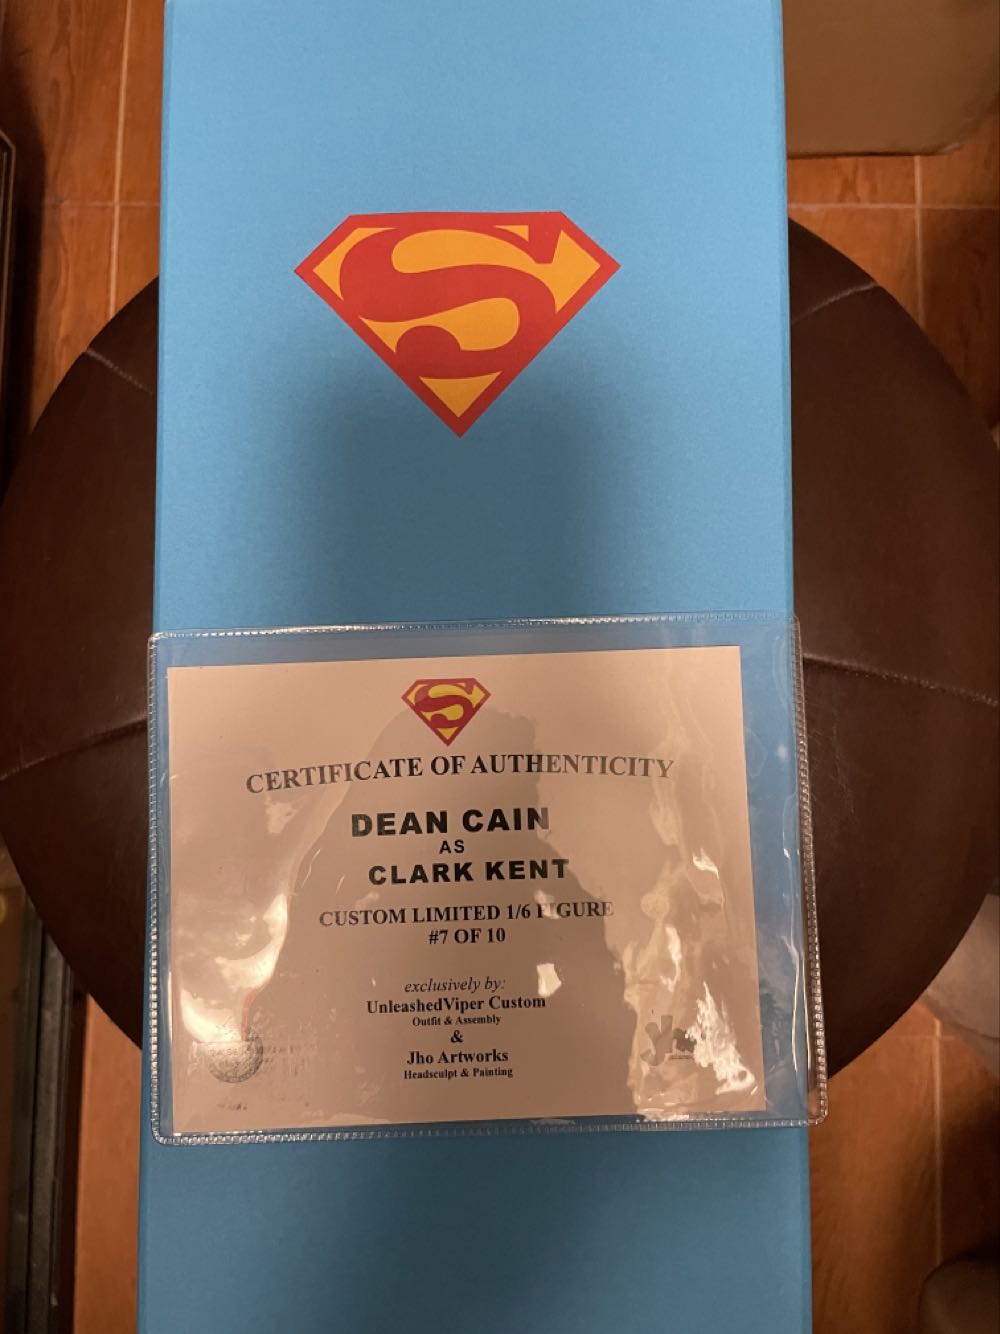 CERTIFICATE OF AUTHENTICITY
DEAN CAIN
AS
CLARK KENT
CUSTOM LIMITED 1/6 FIGURE
#7 OF 10
exclusively by:
UnleashedViper Custom
Outfit & Assembly
&
Jho Artworks
Headsculpt & Painting